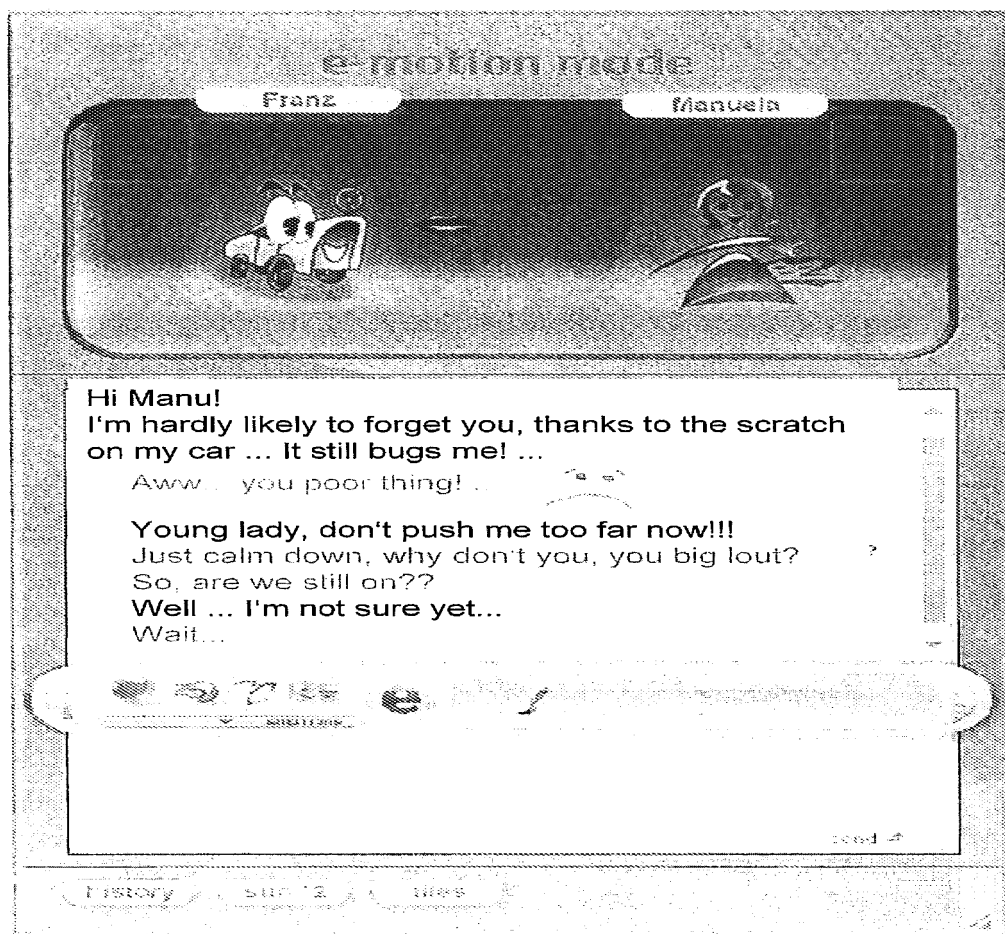 e-motion mode
Franz
Manuela
Hi Manu!
I'm hardly likely to forget you, thanks to the scratch
on my car ... It still bugs me! ...
Aww... you poor thing! ..
Young lady, don't push me too far now!!!
Just calm down, why don't you, you big lout? ?
So, are we still on??
Well ... I'm not sure yet...
Wait...
e
send
history